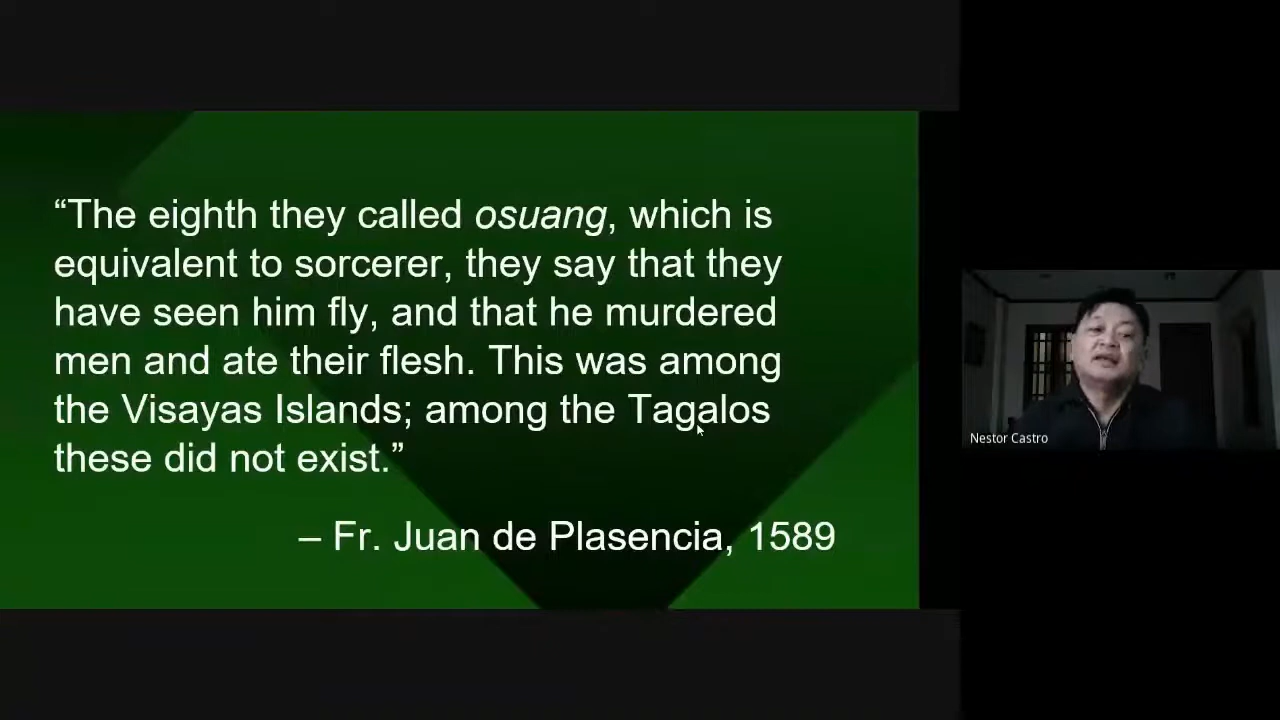 “The eighth they called osuang, which is
equivalent to sorcerer, they say that they
have seen him fly, and that he murdered
men and ate their flesh. This was among
the Visayas Islands; among the Tagalos
these did not exist.”
– Fr. Juan de Plasencia, 1589
Nestor Castro